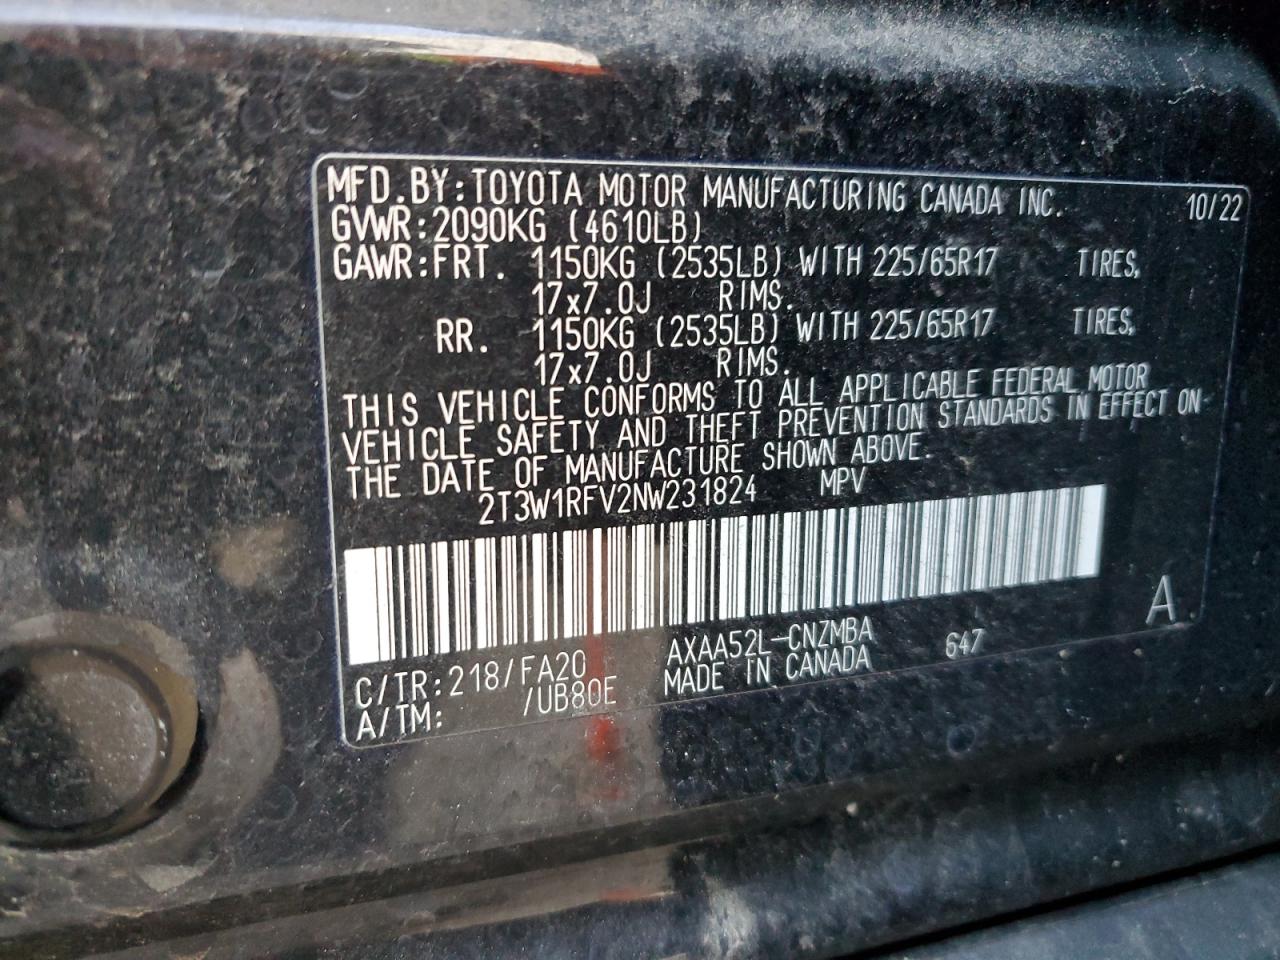 MFD.BY:TOYOTA MOTOR MANUFACTURING CANADA INC. 10/22
GVWR:2090KG (4610LB)
GAWR:FRT. 1150KG (2535LB) WITH 225/65R17 TIRES,
17x7.0J RIMS.
RR. 1150KG (2535LB) WITH 225/65R17 TIRES,
17x7.0J RIMS.
THIS VEHICLE CONFORMS TO ALL APPLICABLE FEDERAL MOTOR
VEHICLE SAFETY AND THEFT PREVENTION STANDARDS IN EFFECT ON
THE DATE OF MANUFACTURE SHOWN ABOVE.
2T3W1RFV2NW231824 MPV
A
C/TR:218/FA20 AXAA52L-CNZMBA 647
A/TM: /UB80E MADE IN CANADA